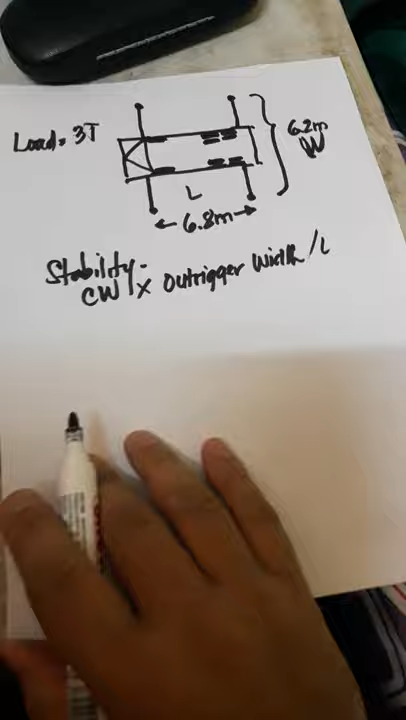 Load = 3T
6.2m
W
L
6.8m
Stability -
CW x Outrigger Width / L